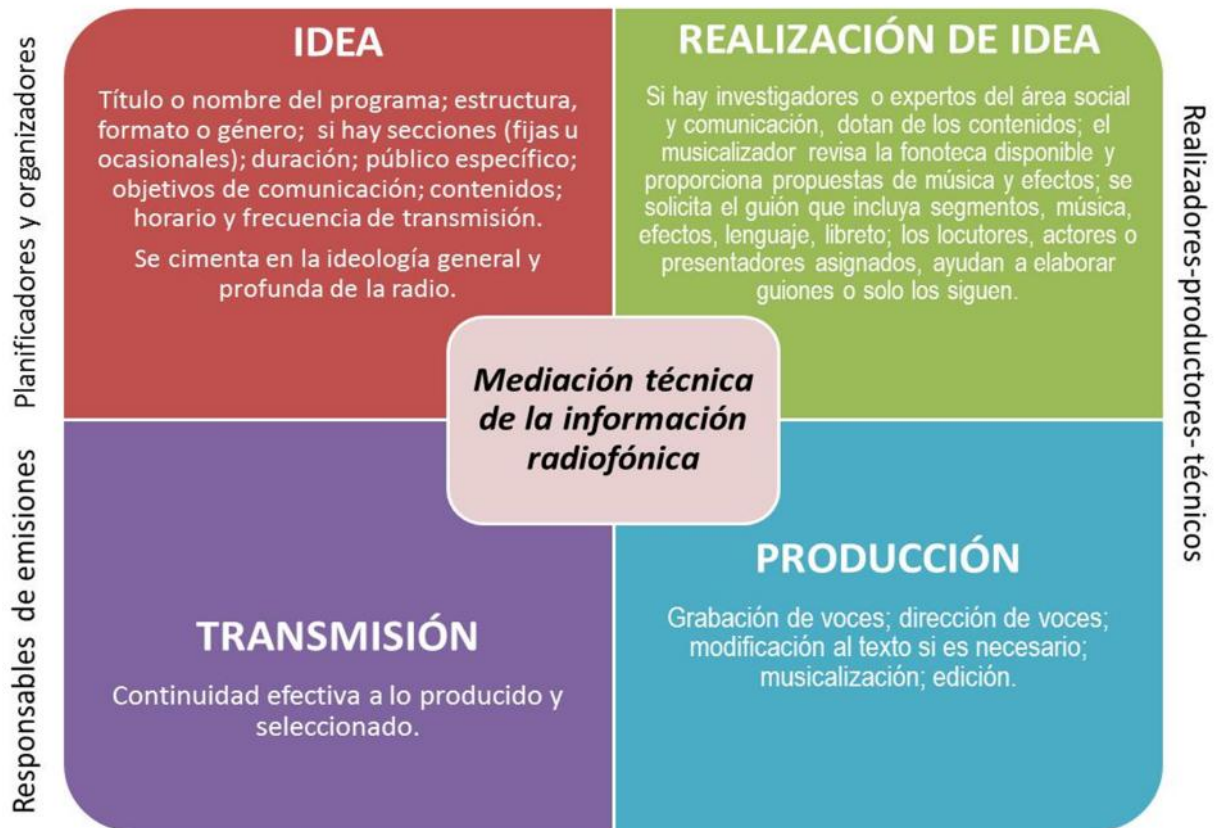 Planificadores y organizadores
IDEA
Título o nombre del programa; estructura,
formato o género; si hay secciones (fijas u
ocasionales); duración; público específico;
objetivos de comunicación; contenidos;
horario y frecuencia de transmisión.
Se cimenta en la ideología general y
profunda de la radio.
REALIZACIÓN DE IDEA
Si hay investigadores o expertos del área social
y comunicación, dotan de los contenidos; el
musicalizador revisa la fonoteca disponible y
proporciona propuestas de música y efectos; se
solicita el guión que incluya segmentos, música,
efectos, lenguaje, libreto; los locutores, actores o
presentadores asignados, ayudan a elaborar
guiones o solo los siguen.
Realizadores-productores- técnicos
Mediación técnica
de la información
radiofónica
Responsables de emisiones
TRANSMISIÓN
Continuidad efectiva a lo producido y
seleccionado.
PRODUCCIÓN
Grabación de voces; dirección de voces;
modificación al texto si es necesario;
musicalización; edición.